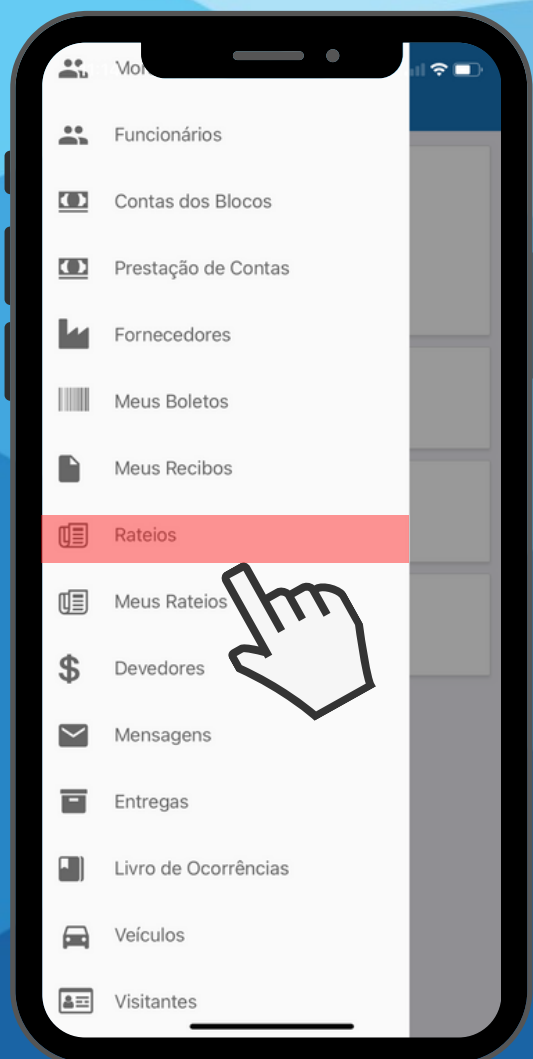 Funcionários
Contas dos Blocos
Prestação de Contas
Fornecedores
Meus Boletos
Meus Recibos
Rateios
Meus Rateios
Devedores
Mensagens
Entregas
Livro de Ocorrências
Veículos
Visitantes